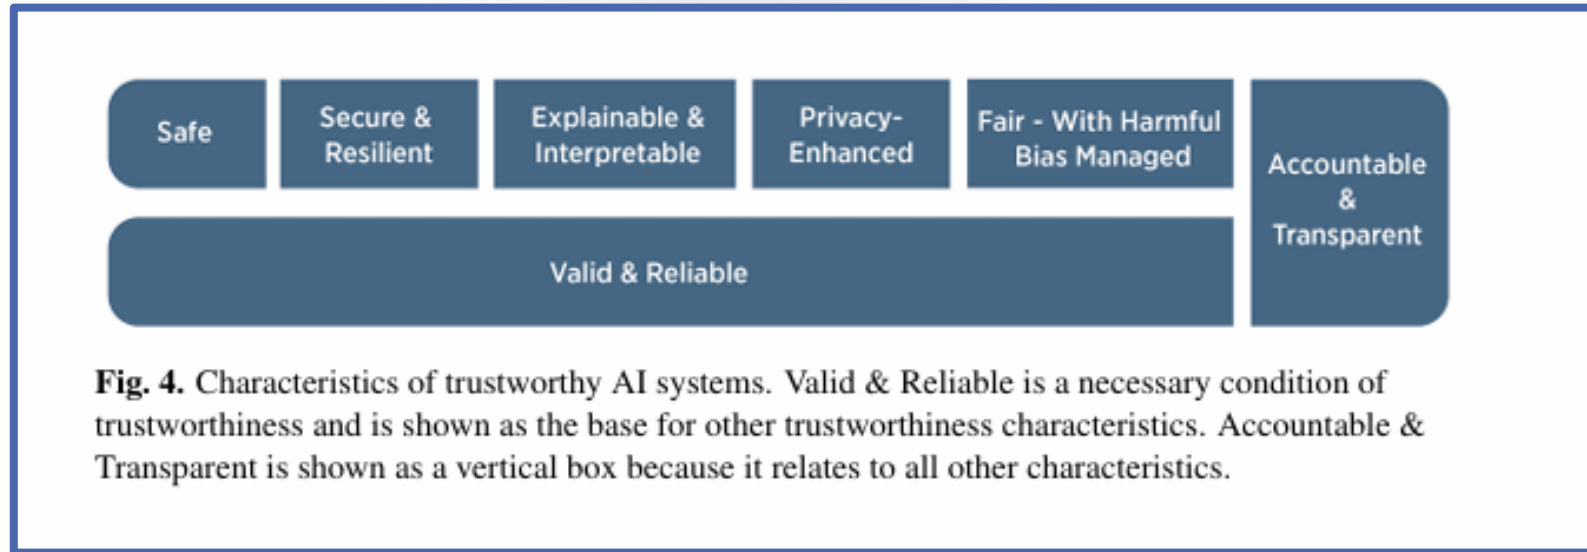 Safe
Secure &
Resilient
Explainable &
Interpretable
Privacy-
Enhanced
Fair - With Harmful
Bias Managed
Accountable
&
Transparent
Valid & Reliable
Fig. 4. Characteristics of trustworthy AI systems. Valid & Reliable is a necessary condition of
trustworthiness and is shown as the base for other trustworthiness characteristics. Accountable &
Transparent is shown as a vertical box because it relates to all other characteristics.